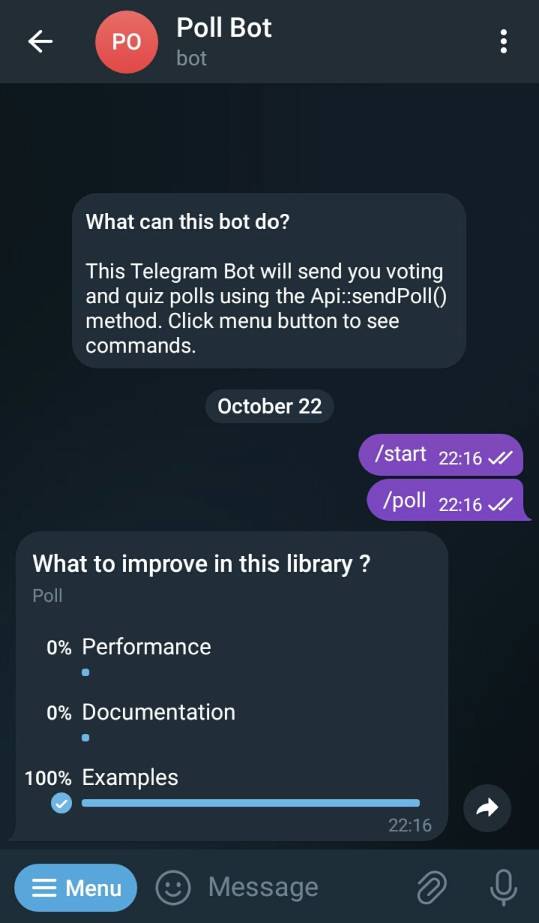 PO
Poll Bot
bot
What can this bot do?
This Telegram Bot will send you voting
and quiz polls using the Api::sendPoll()
method. Click menu button to see
commands.
October 22
/start 22:16
/poll 22:16
What to improve in this library ?
Poll
0% Performance
0% Documentation
100% Examples
22:16
Menu
Message